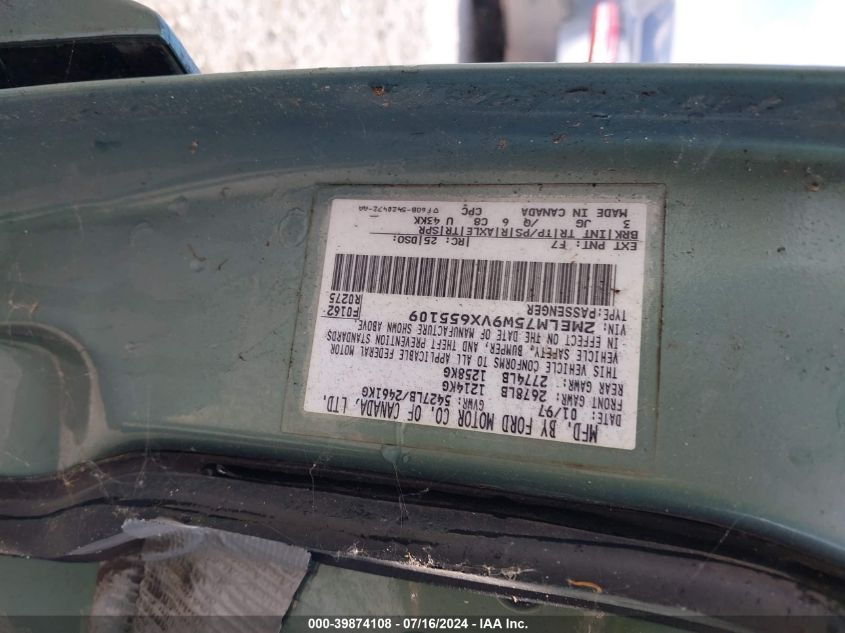 MFD. BY FORD MOTOR CO. OF CANADA, LTD.
DATE: 01/97 GVWR: 5427LB/2461KG
FRONT GAWR: 2678LB 1214KG
REAR GAWR: 2774LB 1258KG
THIS VEHICLE CONFORMS TO ALL APPLICABLE FEDERAL MOTOR
VEHICLE SAFETY, BUMPER, AND THEFT PREVENTION STANDARDS
IN EFFECT ON THE DATE OF MANUFACTURE SHOWN ABOVE.
VIN: 2MELM75W9VX655109
TYPE: PASSENGER
F0162
R0275
EXT PNT: F7 |RC: 25|DSO:
BRK|INT TR|TP/PS|R|AXLE|TR|SPR
3 JG /Q 6 C8 U 43KK
MADE IN CANADA CPC
000-39874108 - 07/16/2024 - IAA Inc.